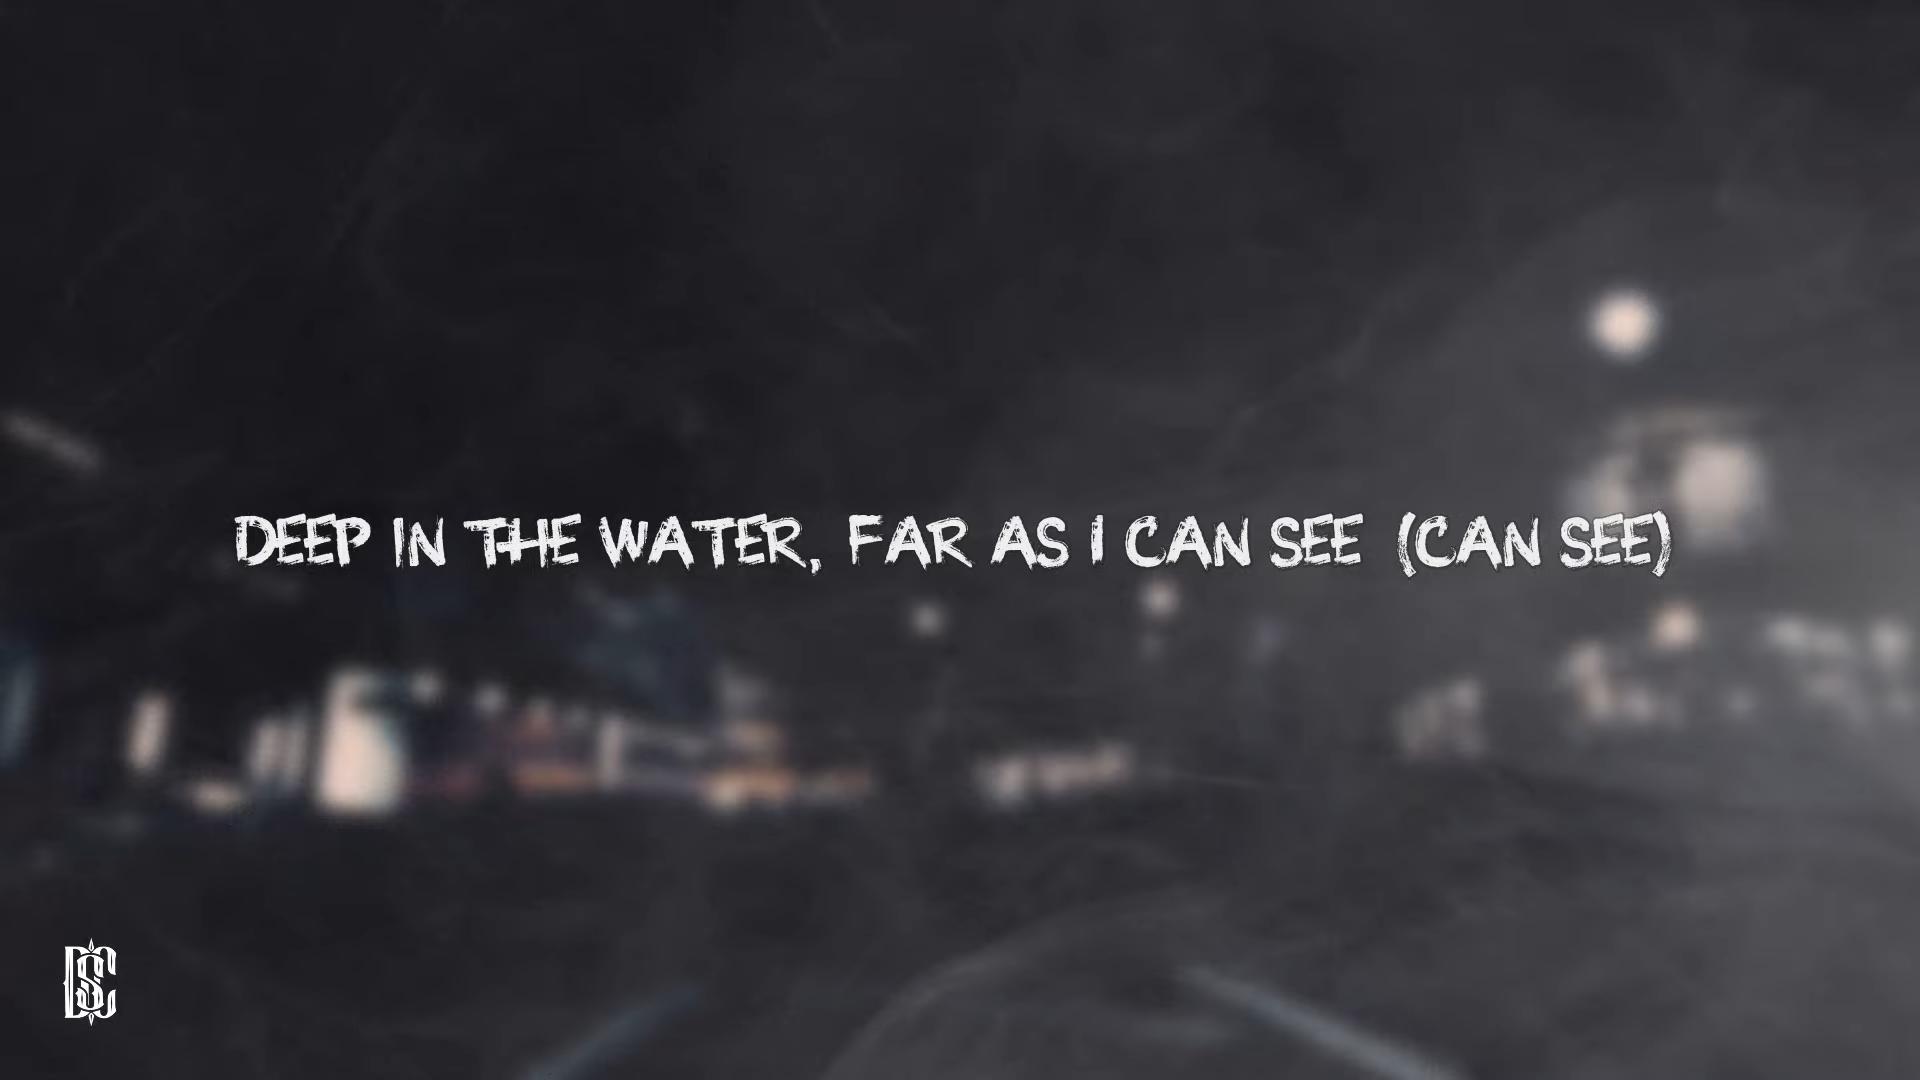 DEEP IN THE WATER, FAR AS I CAN SEE (CAN SEE)